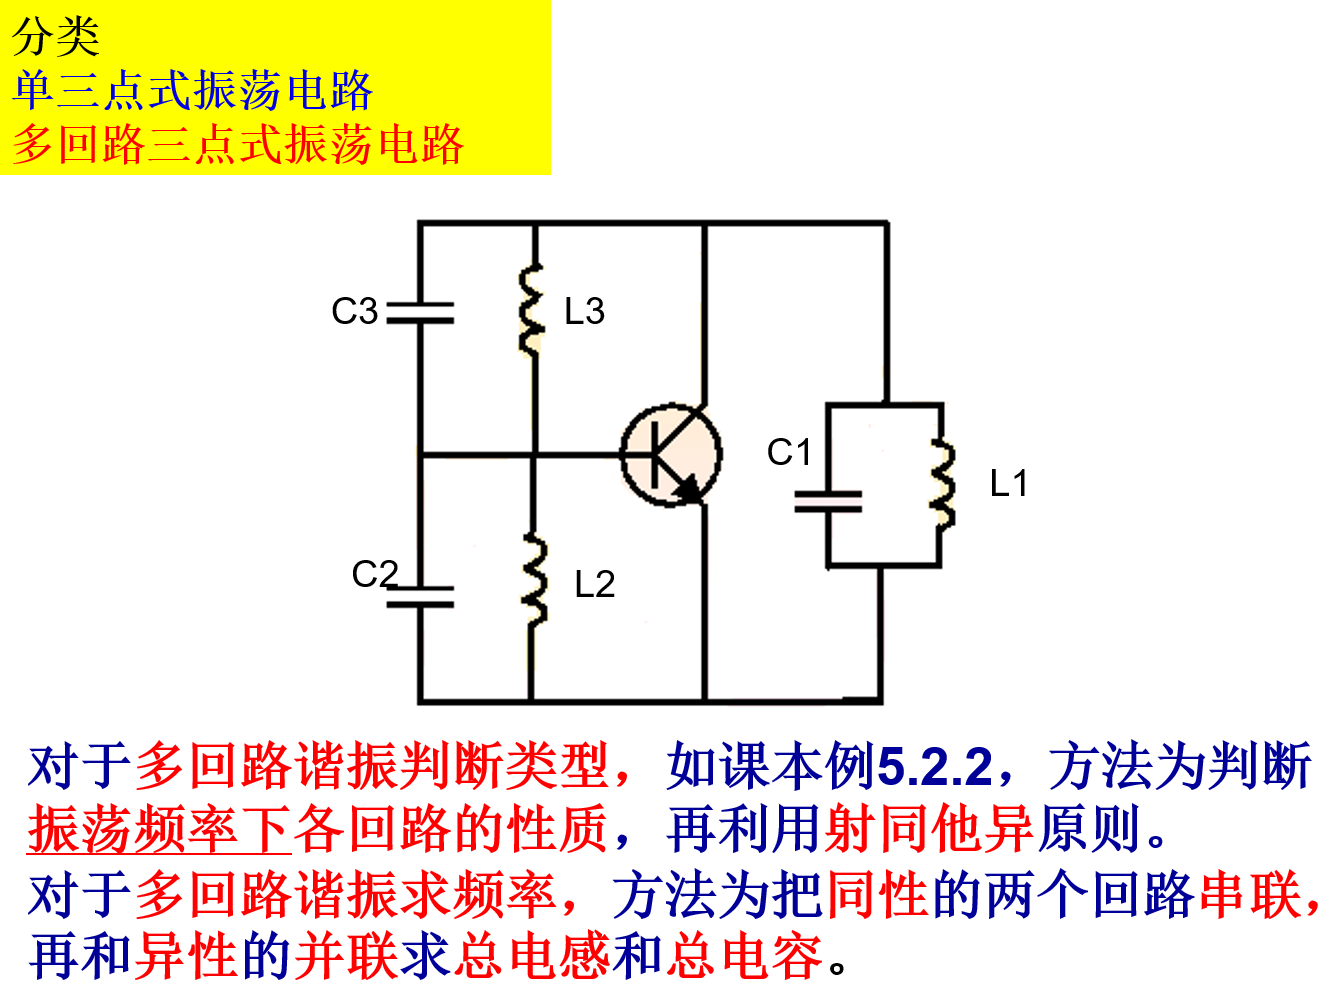 分类
单三点式振荡电路
多回路三点式振荡电路
C3
L3
C1
L1
C2
L2
对于多回路谐振判断类型，如课本例5.2.2，方法为判断
振荡频率下各回路的性质，再利用射同他异原则。
对于多回路谐振求频率，方法为把同性的两个回路串联，
再和异性的并联求总电感和总电容。